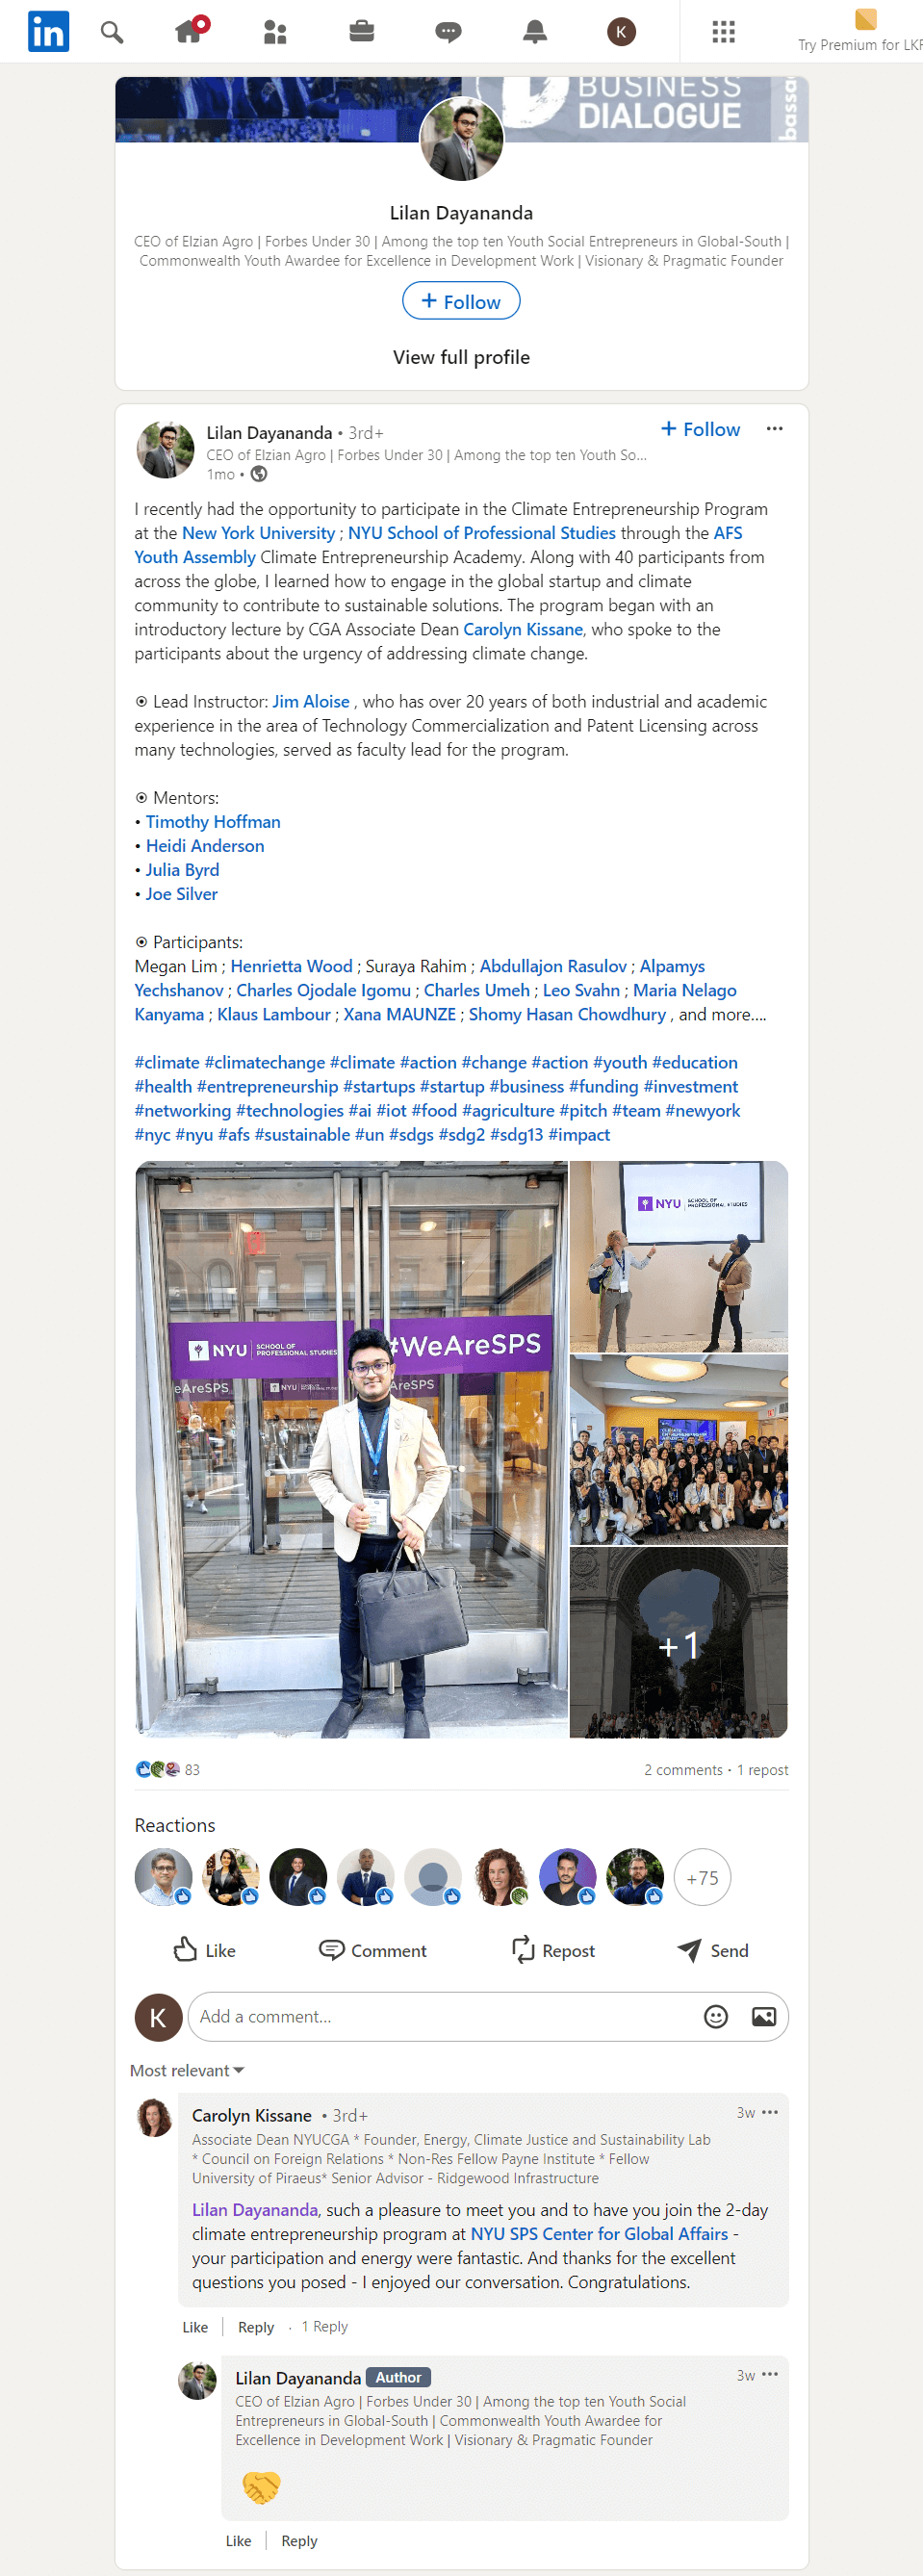 in
K
Try Premium for LKR
BUSINESS
DIALOGUE
bassa
Lilan Dayananda
CEO of Elzian Agro | Forbes Under 30 | Among the top ten Youth Social Entrepreneurs in Global-South |
Commonwealth Youth Awardee for Excellence in Development Work | Visionary & Pragmatic Founder
+ Follow
View full profile
Lilan Dayananda • 3rd+
+ Follow
CEO of Elzian Agro | Forbes Under 30 | Among the top ten Youth So...
1mo •
I recently had the opportunity to participate in the Climate Entrepreneurship Program
at the New York University ; NYU School of Professional Studies through the AFS
Youth Assembly Climate Entrepreneurship Academy. Along with 40 participants from
across the globe, I learned how to engage in the global startup and climate
community to contribute to sustainable solutions. The program began with an
introductory lecture by CGA Associate Dean Carolyn Kissane, who spoke to the
participants about the urgency of addressing climate change.
⦿ Lead Instructor: Jim Aloise , who has over 20 years of both industrial and academic
experience in the area of Technology Commercialization and Patent Licensing across
many technologies, served as faculty lead for the program.
⦿ Mentors:
• Timothy Hoffman
• Heidi Anderson
• Julia Byrd
• Joe Silver
⦿ Participants:
Megan Lim ; Henrietta Wood ; Suraya Rahim ; Abdullajon Rasulov ; Alpamys
Yechshanov ; Charles Ojodale Igomu ; Charles Umeh ; Leo Svahn ; Maria Nelago
Kanyama ; Klaus Lambour ; Xana MAUNZE ; Shomy Hasan Chowdhury , and more....
#climate #climatechange #climate #action #change #action #youth #education
#health #entrepreneurship #startups #startup #business #funding #investment
#networking #technologies #ai #iot #food #agriculture #pitch #team #newyork
#nyc #nyu #afs #sustainable #un #sdgs #sdg2 #sdg13 #impact
NYU SCHOOL OF
PROFESSIONAL STUDIES
#WeAreSPS
eAreSPS
NYU
AreSPS
NYU SCHOOL OF
PROFESSIONAL STUDIES
CLIMATE
+1
83
2 comments • 1 repost
Reactions
+75
Like
Comment
Repost
Send
K
Add a comment...
Most relevant
Carolyn Kissane • 3rd+
3w
Associate Dean NYUCGA * Founder, Energy, Climate Justice and Sustainability Lab
* Council on Foreign Relations * Non-Res Fellow Payne Institute * Fellow
University of Piraeus* Senior Advisor - Ridgewood Infrastructure
Lilan Dayananda, such a pleasure to meet you and to have you join the 2-day
climate entrepreneurship program at NYU SPS Center for Global Affairs -
your participation and energy were fantastic. And thanks for the excellent
questions you posed - I enjoyed our conversation. Congratulations.
Like | Reply · 1 Reply
Lilan Dayananda Author
3w
CEO of Elzian Agro | Forbes Under 30 | Among the top ten Youth Social
Entrepreneurs in Global-South | Commonwealth Youth Awardee for
Excellence in Development Work | Visionary & Pragmatic Founder
Like | Reply